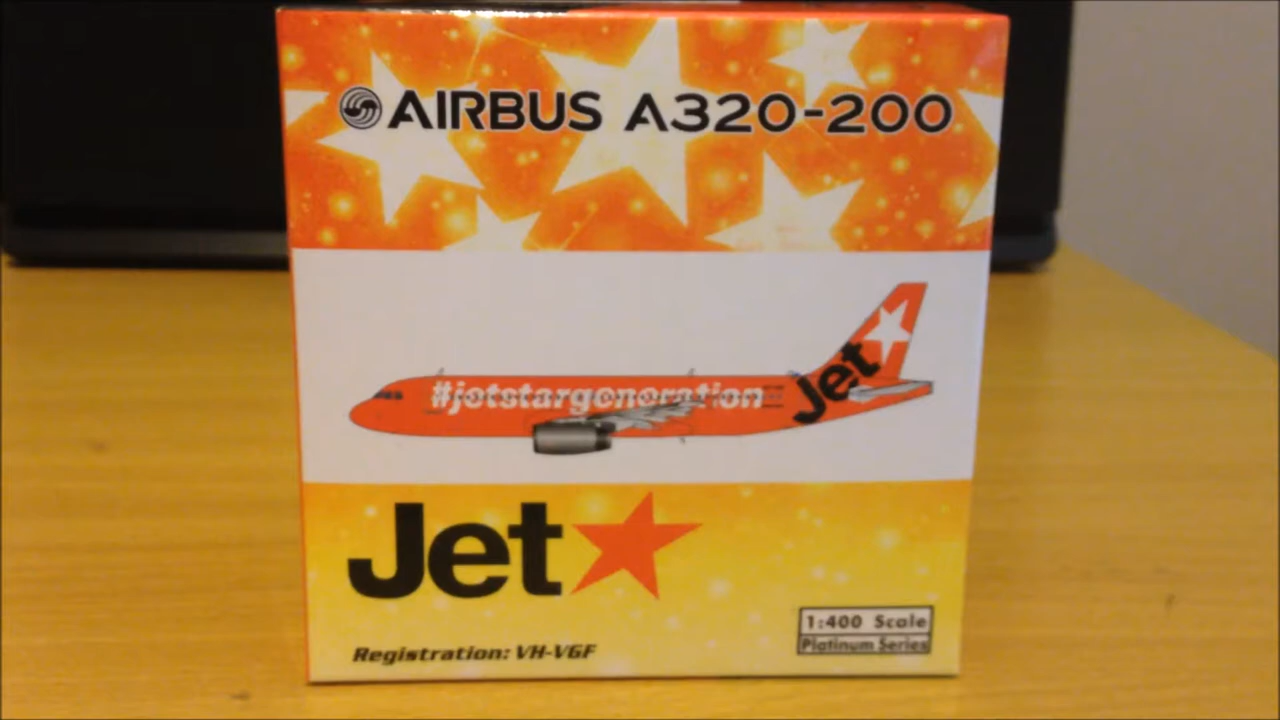 AIRBUS A320-200
#jetstargeneration
Jet
Jet
Registration: VH-VGF
1:400 Scale
Platinum Series